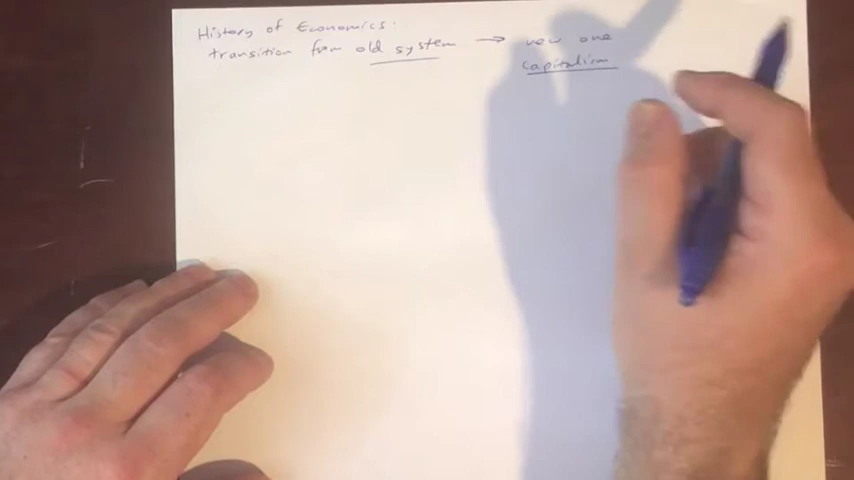 History of Economics:
transition from old system → new one
capitalism